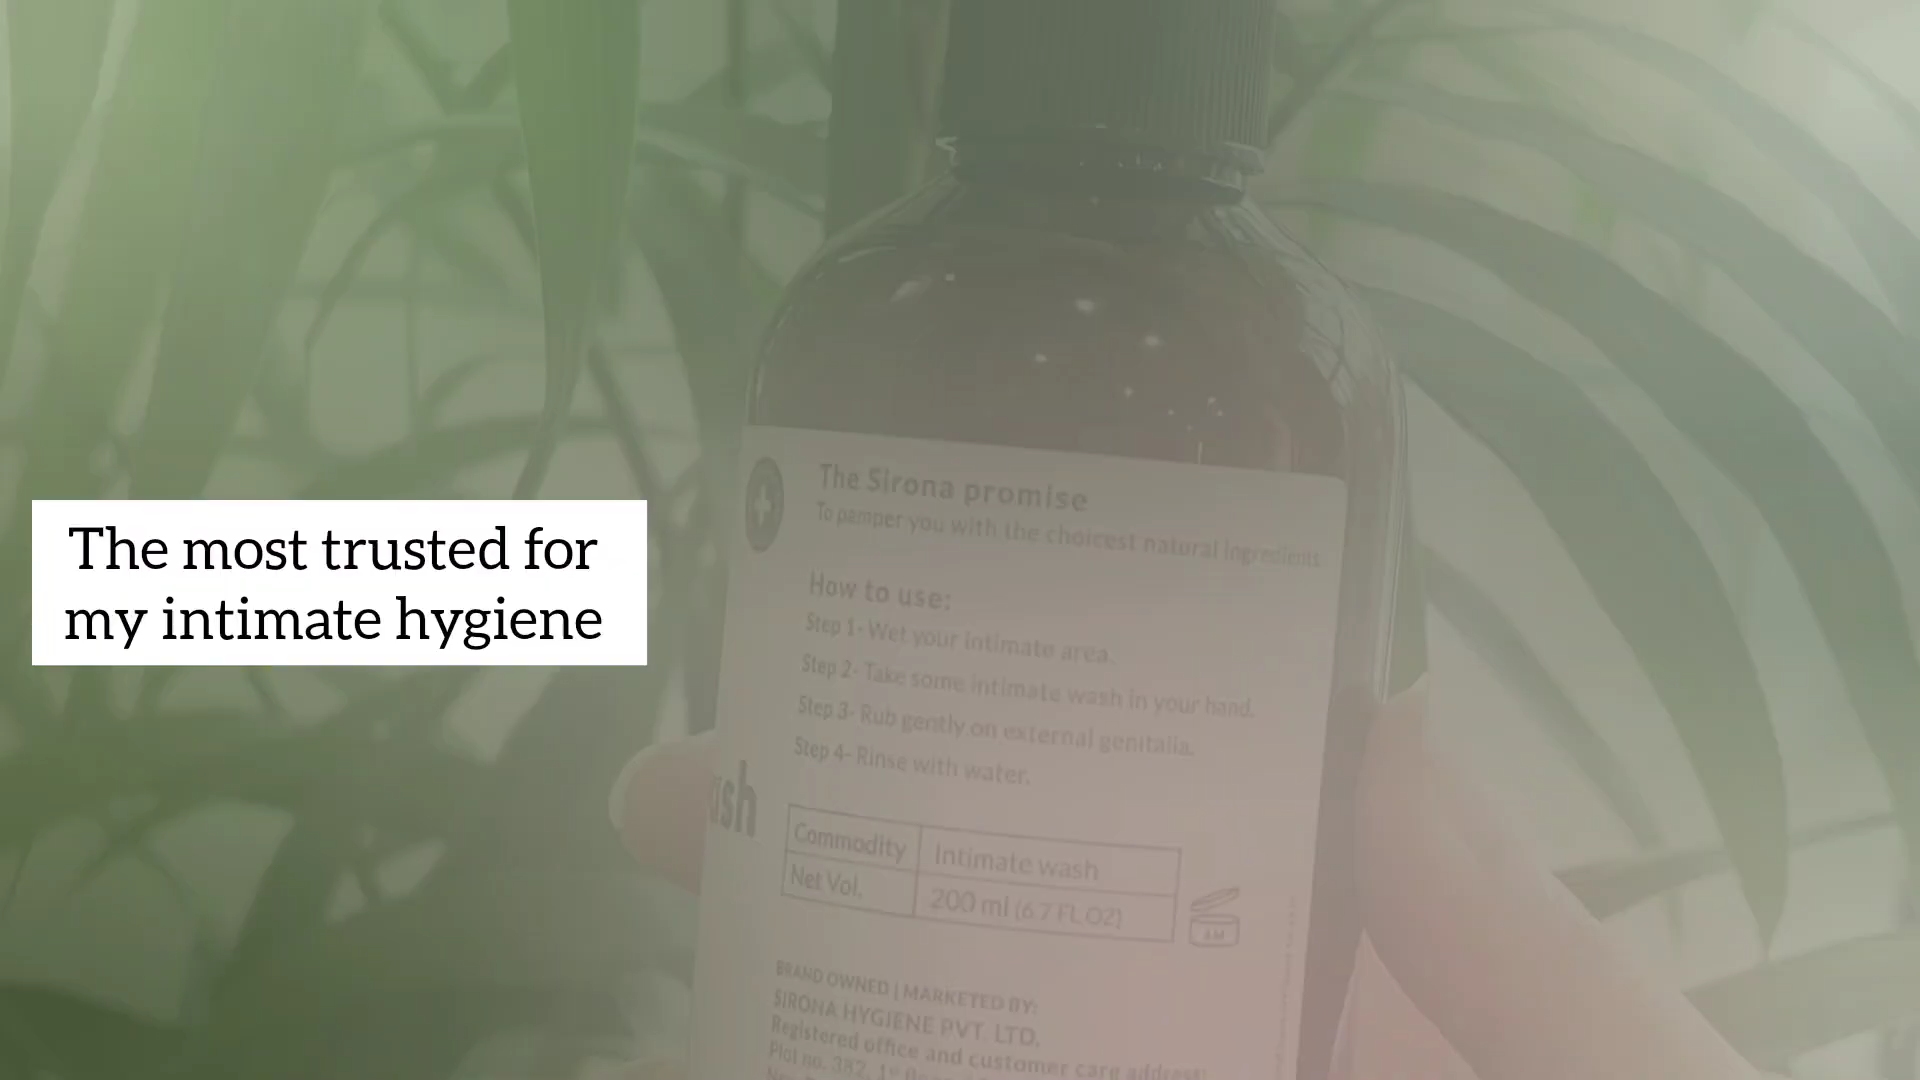 The most trusted for
my intimate hygiene
The Sirona promise
To pamper you with the choicest natural ingredients
How to use:
Step 1- Wet your intimate area.
Step 2- Take some intimate wash in your hand.
Step 3- Rub gently on external genitalia.
Step 4- Rinse with water.
ash
Commodity Intimate wash
Net Vol. 200 ml (6.7 FL OZ)
6M
BRAND OWNED | MARKETED BY:
SIRONA HYGIENE PVT. LTD.
Registered office and customer care address:
Plot no. 382, 1st